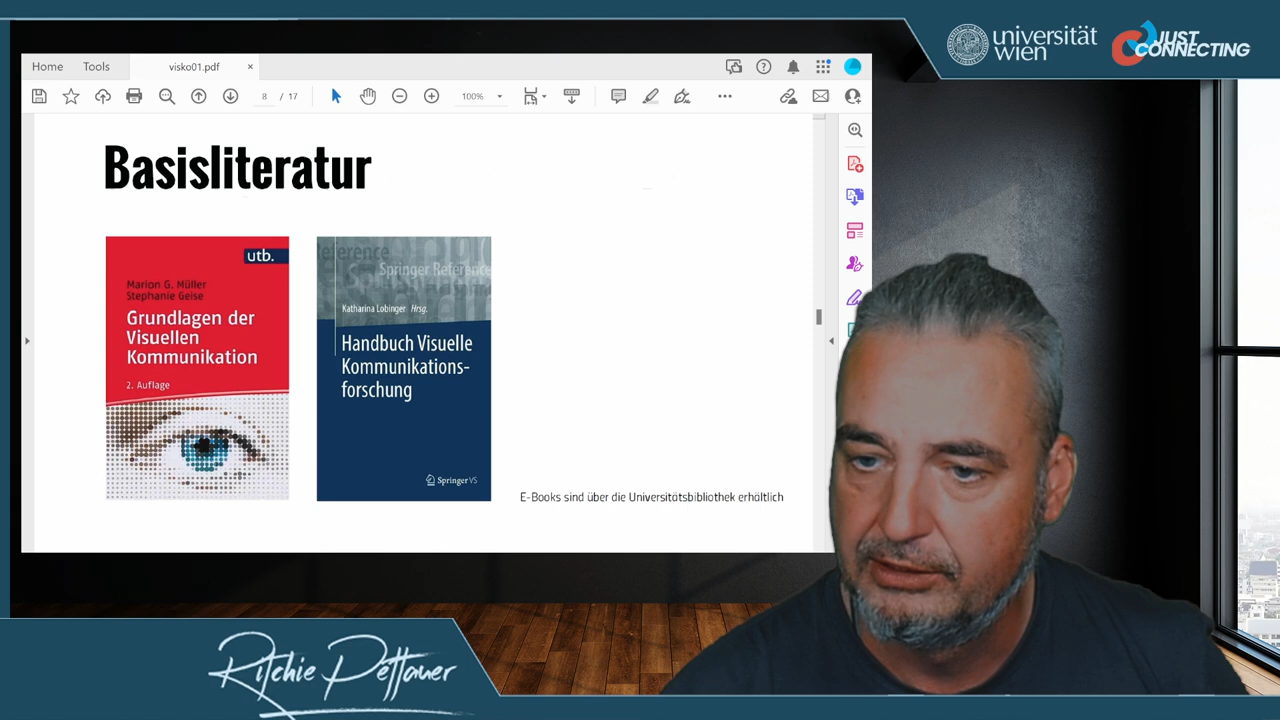 universität
wien
JUST
CONNECTING
Home
Tools
visko01.pdf
×
8 / 17
100%
Basisliteratur
utb.
Marion G. Müller
Stephanie Geise
Grundlagen der
Visuellen
Kommunikation
2. Auflage
Reference
Springer Reference
Katharina Lobinger Hrsg.
Handbuch Visuelle
Kommunikations-
forschung
Springer VS
E-Books sind über die Universitätsbibliothek erhältlich
Ritchie Pettauer